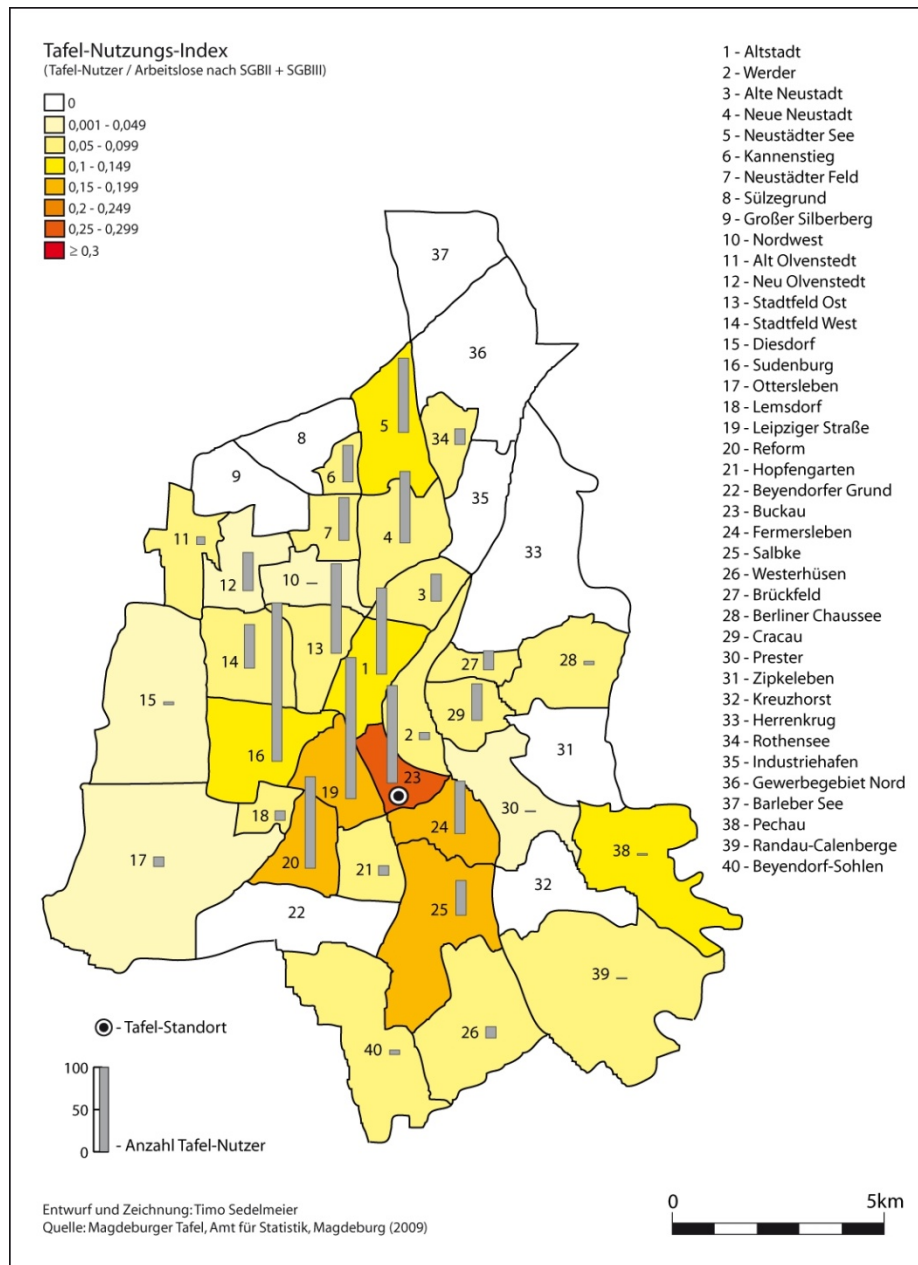 Tafel-Nutzungs-Index
(Tafel-Nutzer / Arbeitslose nach SGBII + SGBIII)
0
0,001 - 0,049
0,05 - 0,099
0,1 - 0,149
0,15 - 0,199
0,2 - 0,249
0,25 - 0,299
≥ 0,3
1 - Altstadt
2 - Werder
3 - Alte Neustadt
4 - Neue Neustadt
5 - Neustädter See
6 - Kannenstieg
7 - Neustädter Feld
8 - Sülzegrund
9 - Großer Silberberg
10 - Nordwest
11 - Alt Olvenstedt
12 - Neu Olvenstedt
13 - Stadtfeld Ost
14 - Stadtfeld West
15 - Diesdorf
16 - Sudenburg
17 - Ottersleben
18 - Lemsdorf
19 - Leipziger Straße
20 - Reform
21 - Hopfengarten
22 - Beyendorfer Grund
23 - Buckau
24 - Fermersleben
25 - Salbke
26 - Westerhüsen
27 - Brückfeld
28 - Berliner Chaussee
29 - Cracau
30 - Prester
31 - Zipkeleben
32 - Kreuzhorst
33 - Herrenkrug
34 - Rothensee
35 - Industriehafen
36 - Gewerbegebiet Nord
37 - Barleber See
38 - Pechau
39 - Randau-Calenberge
40 - Beyendorf-Sohlen
37
36
5
34
8
6
9
35
7
4
11
33
12
10
3
14
13
1
27
28
29
15
2
31
16
23
19
30
18
24
38
17
20
21
32
22
25
39
26
40
- Tafel-Standort
100
50
0
- Anzahl Tafel-Nutzer
Entwurf und Zeichnung: Timo Sedelmeier
Quelle: Magdeburger Tafel, Amt für Statistik, Magdeburg (2009)
0 5km